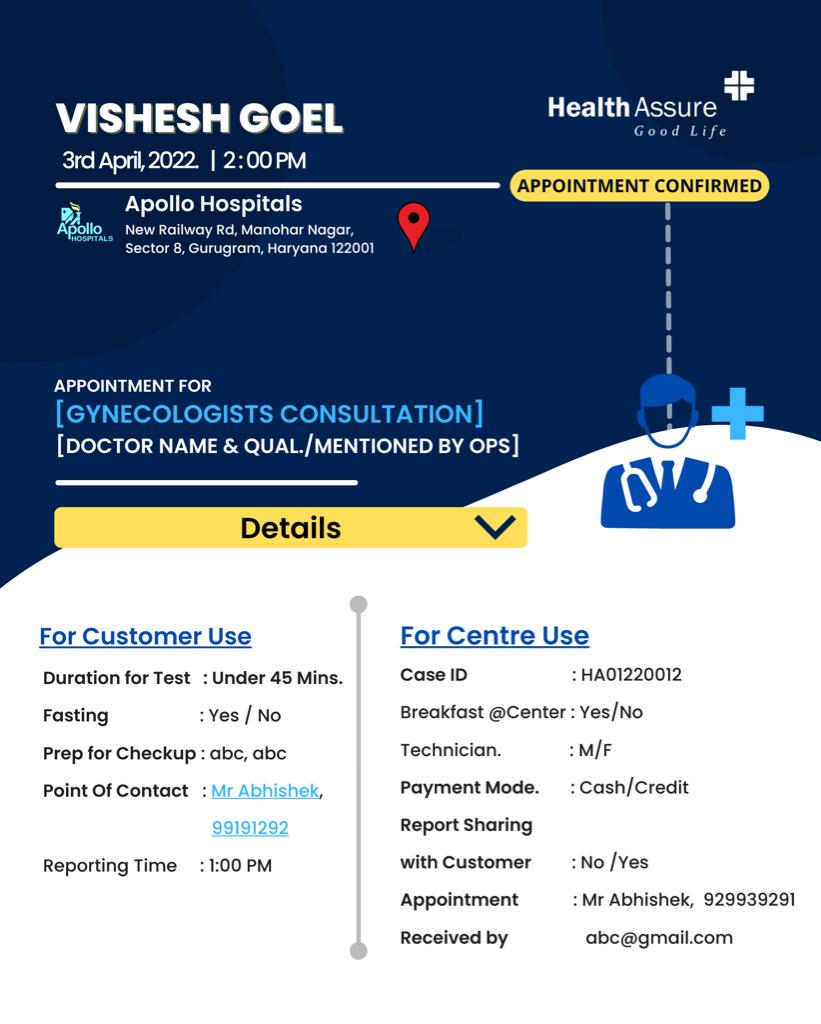 VISHESH GOEL
3rd April, 2022. | 2:00 PM
HealthAssure
Good Life
APPOINTMENT CONFIRMED
Apollo
HOSPITALS
Apollo Hospitals
New Railway Rd, Manohar Nagar,
Sector 8, Gurugram, Haryana 122001
APPOINTMENT FOR
[GYNECOLOGISTS CONSULTATION]
[DOCTOR NAME & QUAL./MENTIONED BY OPS]
Details
For Customer Use
Duration for Test : Under 45 Mins.
Fasting : Yes / No
Prep for Checkup : abc, abc
Point Of Contact : Mr Abhishek,
99191292
Reporting Time : 1:00 PM
For Centre Use
Case ID : HA01220012
Breakfast @Center : Yes/No
Technician. : M/F
Payment Mode. : Cash/Credit
Report Sharing
with Customer : No /Yes
Appointment : Mr Abhishek, 929939291
Received by abc@gmail.com